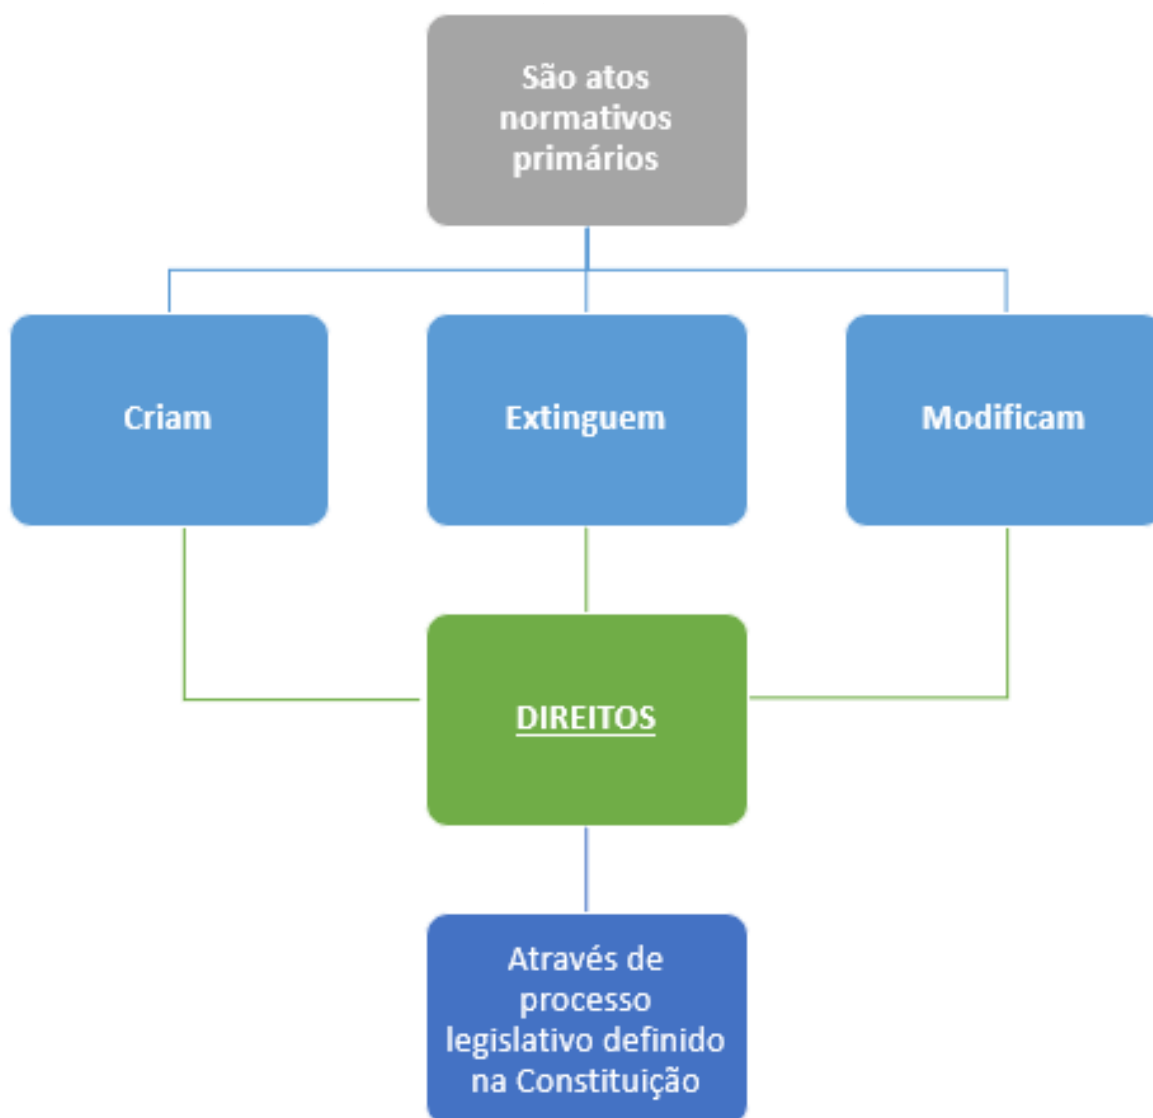 São atos
normativos
primários
Criam
Extinguem
Modificam
DIREITOS
Através de
processo
legislativo definido
na Constituição